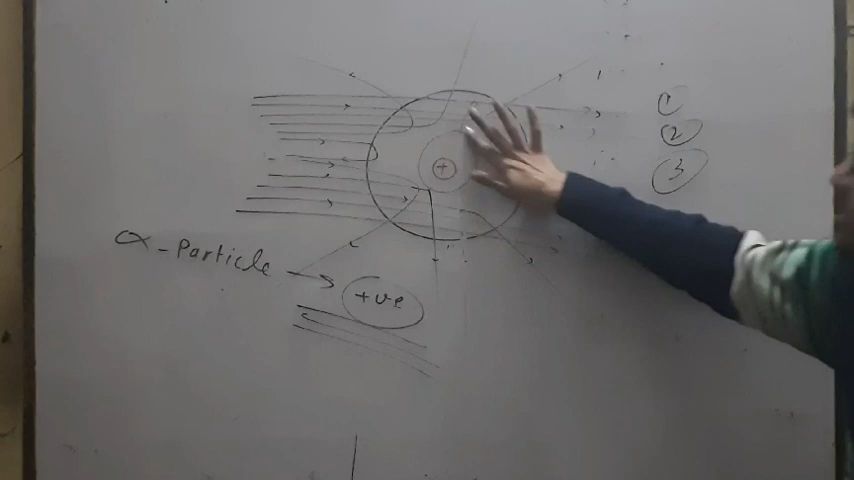 1
2
3
+
α-Particle →
+ve